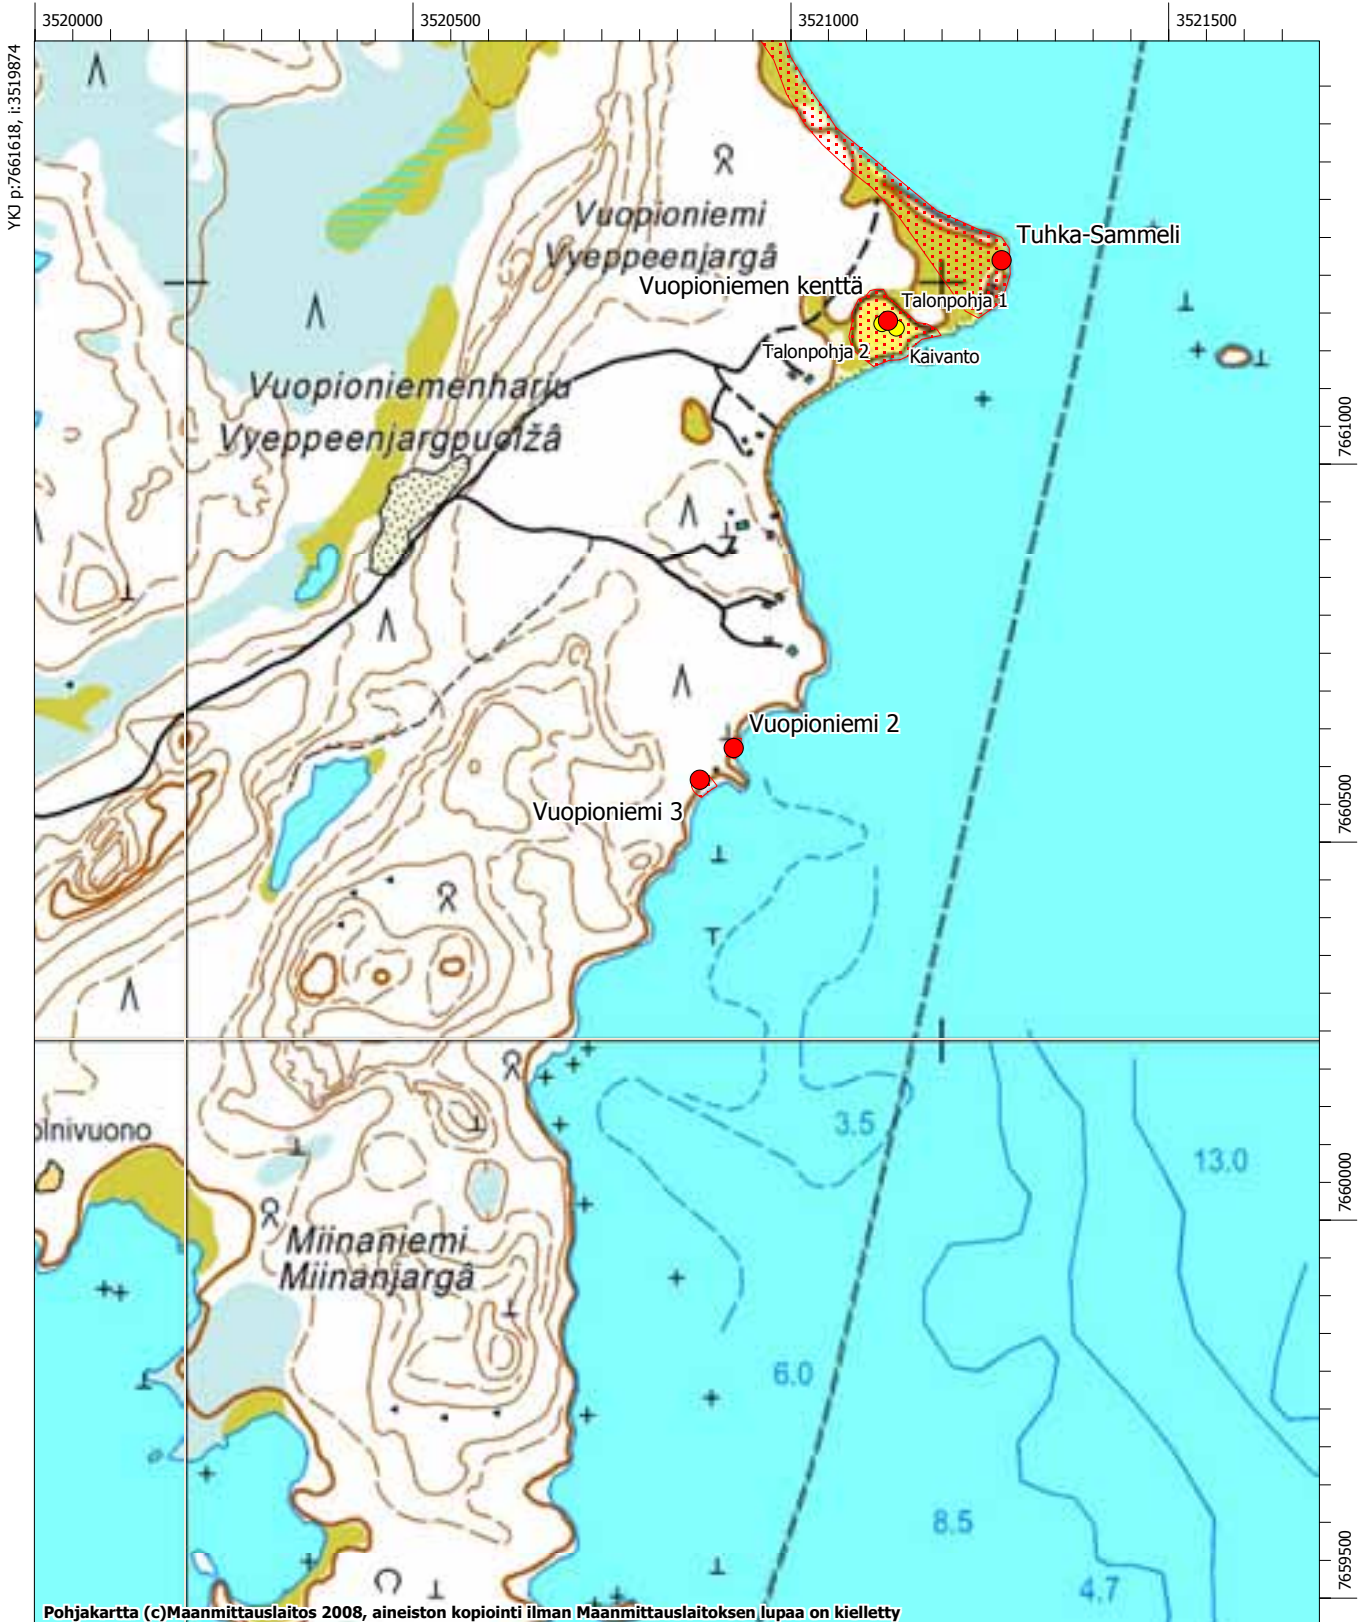 3520000
3520500
3521000
3521500
YKJ p:7661618, i:3519874
Vuopioniemi
Vyeppeenjargâ
Tuhka-Sammeli
Vuopioniemen kenttä
Talonpohja 1
Talonpohja 2
Kaivanto
Vuopioniemenharju
Vyeppeenjargpuolžâ
7661000
Vuopioniemi 2
Vuopioniemi 3
7660500
3.5
olnivuono
13.0
7660000
Miinaniemi
Miinanjargâ
6.0
8.5
4.7
7659500
Pohjakartta (c)Maanmittauslaitos 2008, aineiston kopiointi ilman Maanmittauslaitoksen lupaa on kielletty